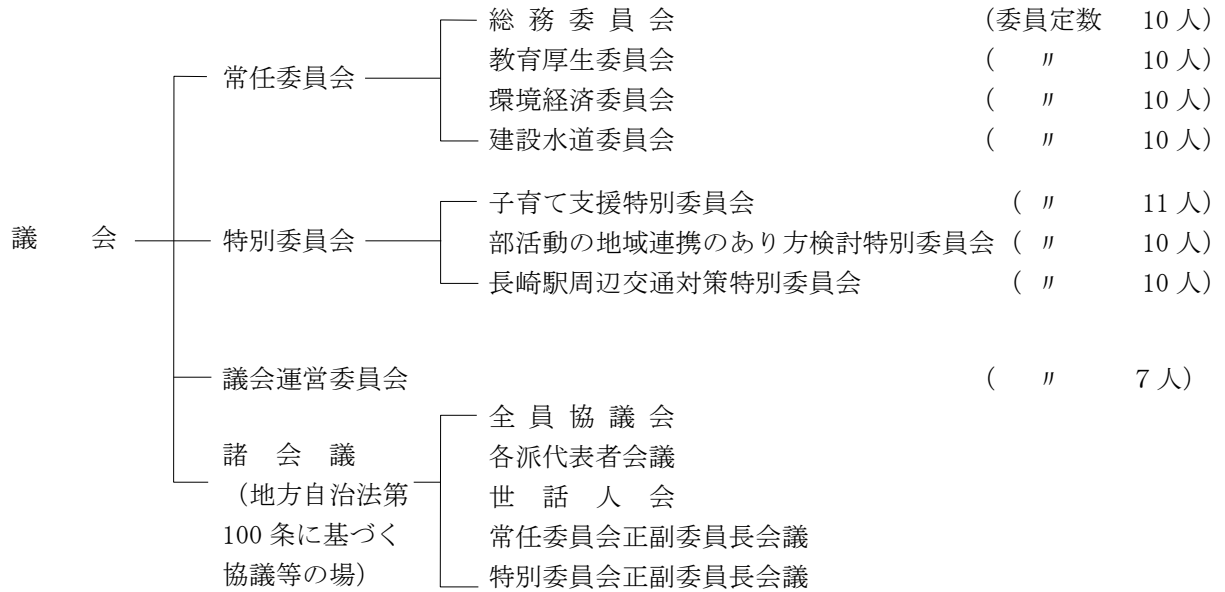 総務委員会 （委員定数 10人）
教育厚生委員会 （ 〃 10人）
常任委員会
環境経済委員会 （ 〃 10人）
建設水道委員会 （ 〃 10人）
子育て支援特別委員会 （ 〃 11人）
議会 特別委員会 部活動の地域連携のあり方検討特別委員会（ 〃 10人）
長崎駅周辺交通対策特別委員会 （ 〃 10人）
議会運営委員会 （ 〃 7人）
全員協議会
諸会議 各派代表者会議
（地方自治法第 世話人会
100条に基づく 常任委員会正副委員長会議
協議等の場） 特別委員会正副委員長会議